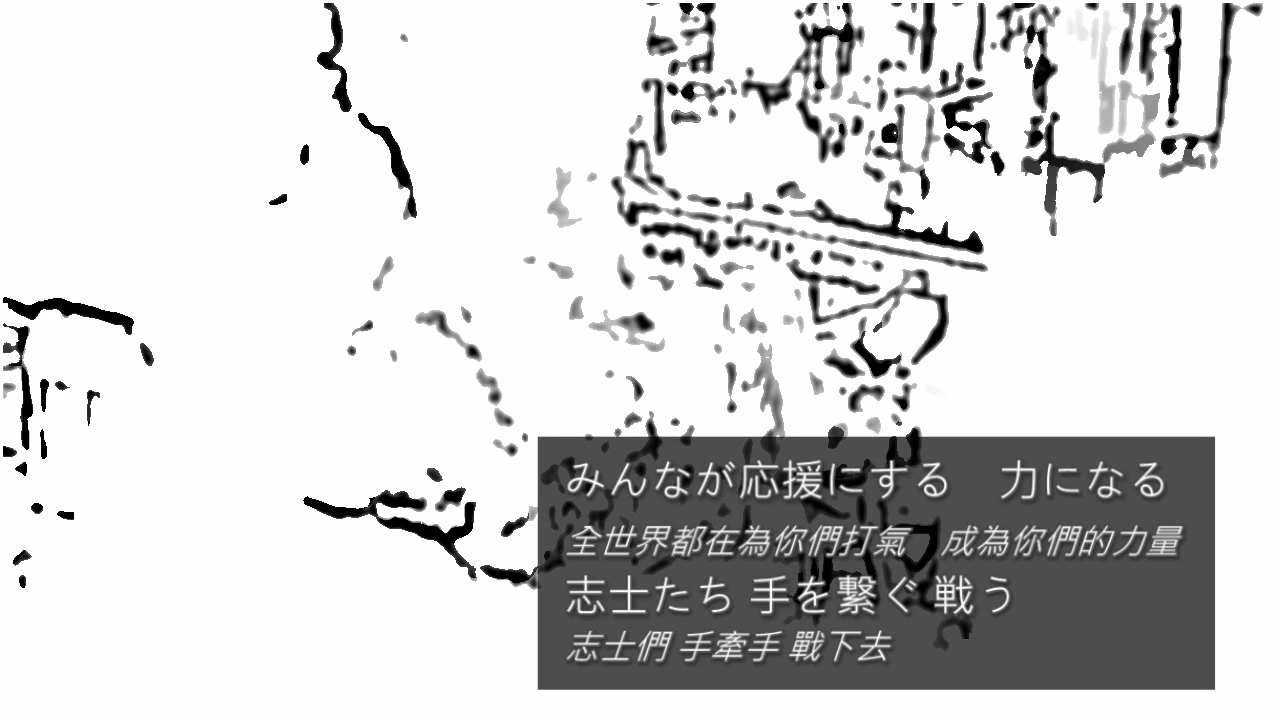 みんなが応援にする　力になる
全世界都在為你們打氣　成為你們的力量
志士たち 手を繋ぐ 戦う
志士們 手牽手 戰下去